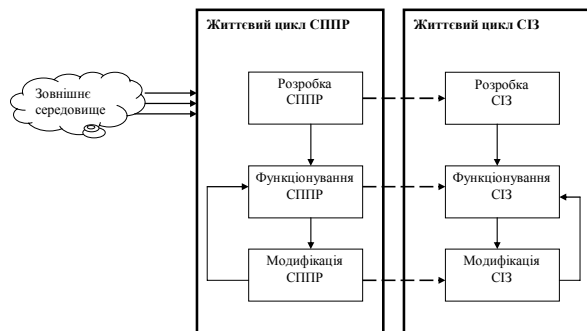 Життєвий цикл СППР
Життєвий цикл СІЗ
Зовнішнє
середовище
Розробка
СППР
Розробка
СІЗ
Функціонування
СППР
Функціонування
СІЗ
Модифікація
СППР
Модифікація
СІЗ